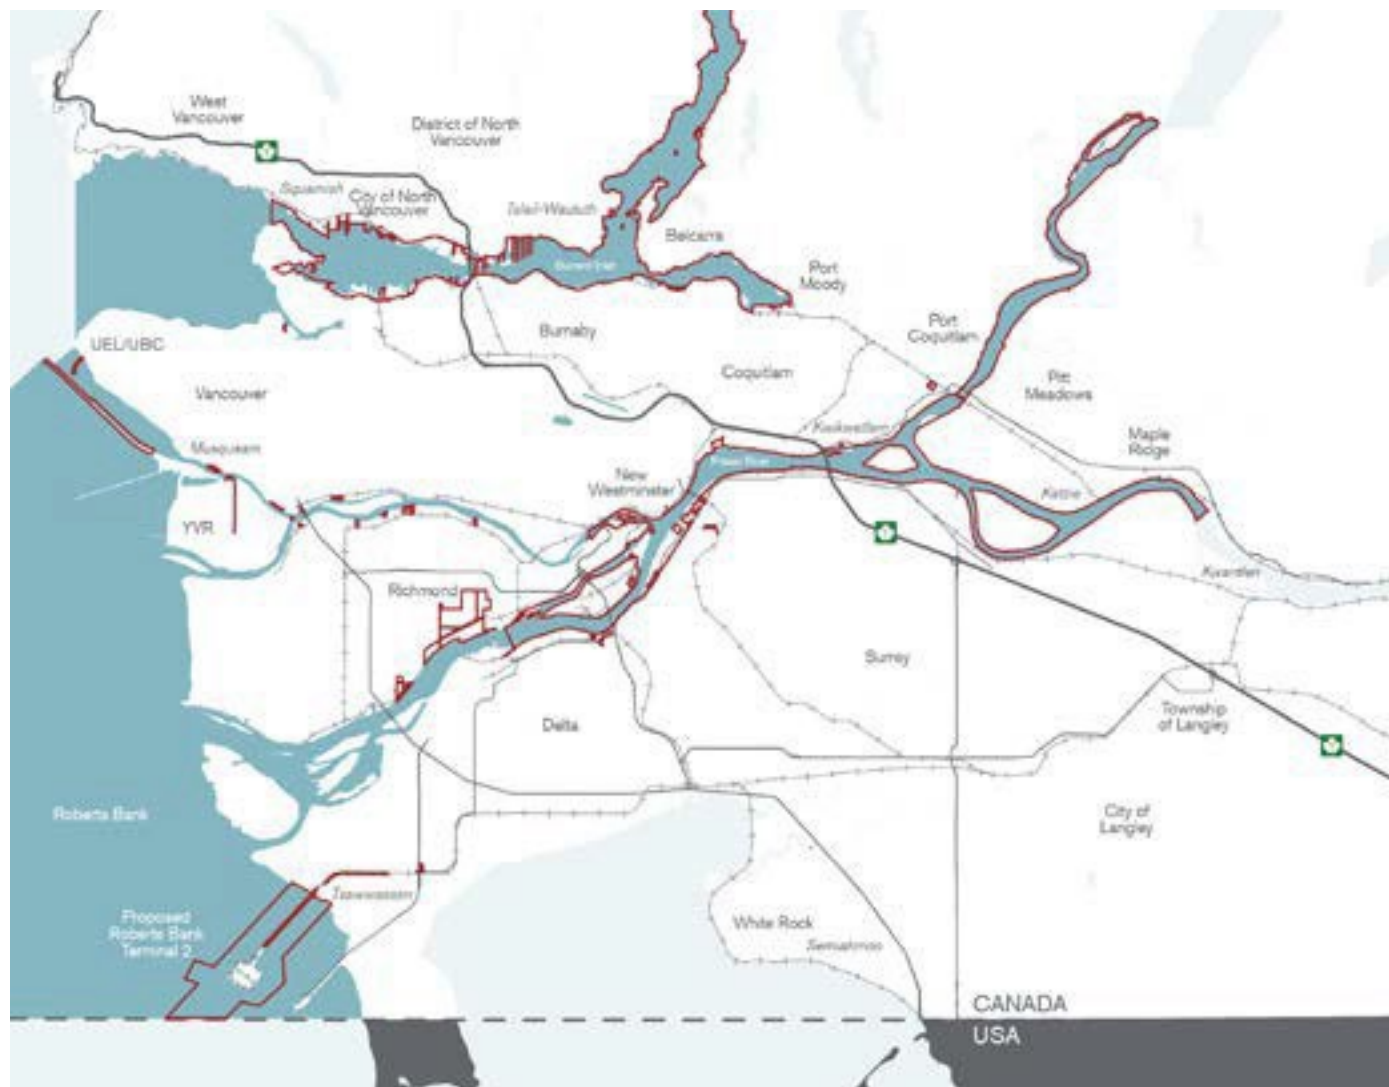 West
Vancouver
District of North
Vancouver
Squamish
City of North
Vancouver
Tsleil-Waututh
Belcarra
Burrard Inlet
Port
Moody
Port
Coquitlam
Burnaby
UEL/UBC
Coquitlam
Pitt
Meadows
Vancouver
Kwikwetlem
Maple
Ridge
Musqueam
Fraser River
New
Westminster
Katzie
YVR
Kwantlen
Richmond
Surrey
Township
of Langley
Delta
Roberts Bank
City of
Langley
Tsawwassen
Proposed
Roberts Bank
Terminal 2
White Rock
Semiahmoo
CANADA
USA